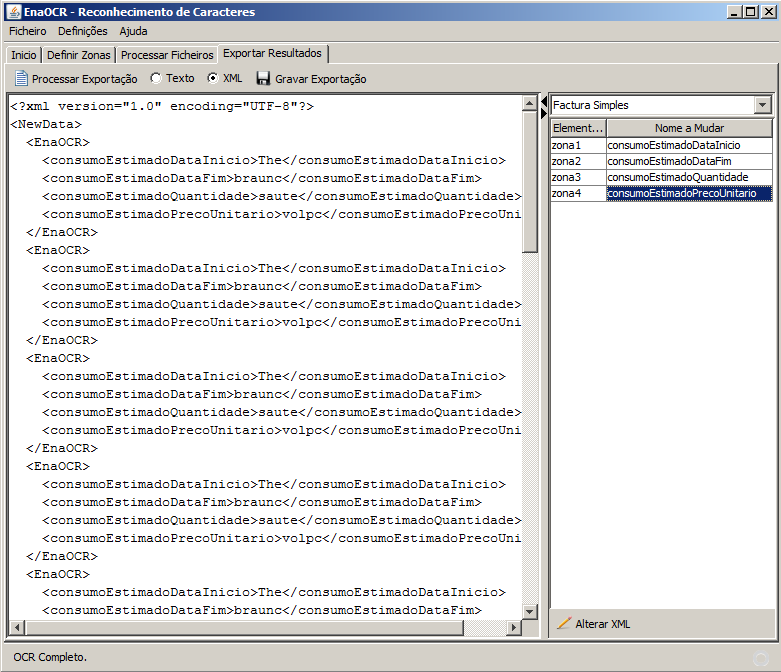 EnaOCR - Reconhecimento de Caracteres
Ficheiro Definições Ajuda
Inicio Definir Zonas Processar Ficheiros Exportar Resultados
Processar Exportação Texto XML Gravar Exportação
<?xml version="1.0" encoding="UTF-8"?>
<NewData>
<EnaOCR>
<consumoEstimadoDataInicio>The</consumoEstimadoDataInicio>
<consumoEstimadoDataFim>braunc</consumoEstimadoDataFim>
<consumoEstimadoQuantidade>saute</consumoEstimadoQuantidade>
<consumoEstimadoPrecoUnitario>volpc</consumoEstimadoPrecoUni
</EnaOCR>
<EnaOCR>
<consumoEstimadoDataInicio>The</consumoEstimadoDataInicio>
<consumoEstimadoDataFim>braunc</consumoEstimadoDataFim>
<consumoEstimadoQuantidade>saute</consumoEstimadoQuantidade>
<consumoEstimadoPrecoUnitario>volpc</consumoEstimadoPrecoUni
</EnaOCR>
<EnaOCR>
<consumoEstimadoDataInicio>The</consumoEstimadoDataInicio>
<consumoEstimadoDataFim>braunc</consumoEstimadoDataFim>
<consumoEstimadoQuantidade>saute</consumoEstimadoQuantidade>
<consumoEstimadoPrecoUnitario>volpc</consumoEstimadoPrecoUni
</EnaOCR>
<EnaOCR>
<consumoEstimadoDataInicio>The</consumoEstimadoDataInicio>
<consumoEstimadoDataFim>braunc</consumoEstimadoDataFim>
<consumoEstimadoQuantidade>saute</consumoEstimadoQuantidade>
<consumoEstimadoPrecoUnitario>volpc</consumoEstimadoPrecoUni
</EnaOCR>
<EnaOCR>
<consumoEstimadoDataInicio>The</consumoEstimadoDataInicio>
<consumoEstimadoDataFim>braunc</consumoEstimadoDataFim>
Factura Simples
Element... Nome a Mudar
zona1 consumoEstimadoDataInicio
zona2 consumoEstimadoDataFim
zona3 consumoEstimadoQuantidade
zona4 consumoEstimadoPrecoUnitario
Alterar XML
OCR Completo.